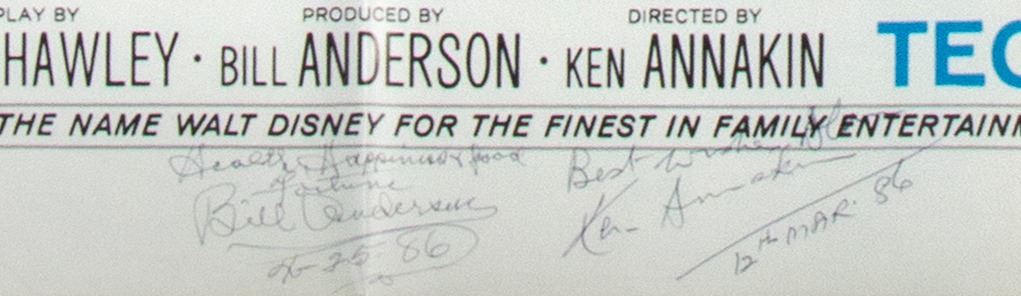 PLAY BY PRODUCED BY DIRECTED BY
HAWLEY · BILL ANDERSON · KEN ANNAKIN TEC
THE NAME WALT DISNEY FOR THE FINEST IN FAMILY ENTERTAINM
Health, Happiness & good
fortune
Bill Anderson
Best wishes
Ken Annakin
12TH MAR. 86